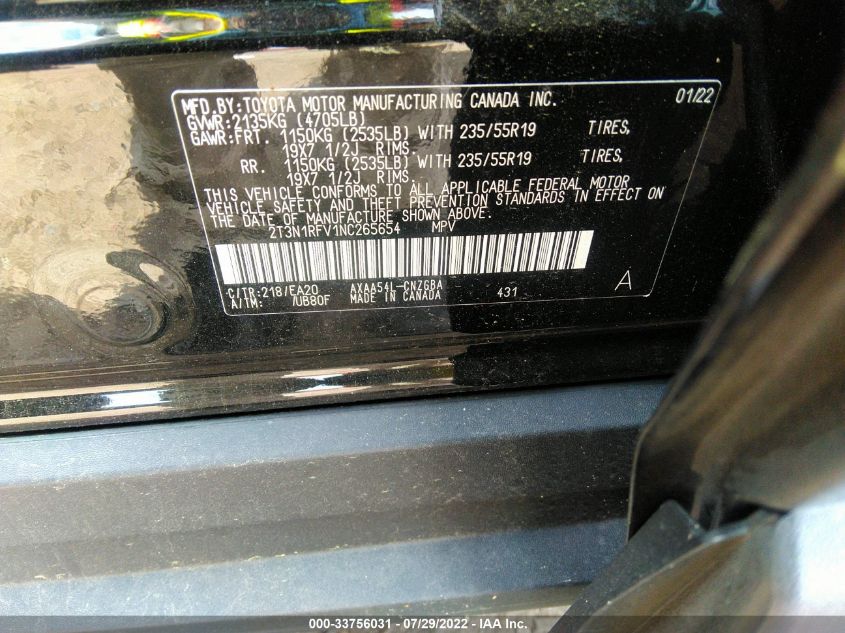 MFD.BY:TOYOTA MOTOR MANUFACTURING CANADA INC. 01/22
GVWR:2135KG (4705LB)
GAWR:FRT. 1150KG (2535LB) WITH 235/55R19 TIRES,
19X7 1/2J RIMS.
RR. 1150KG (2535LB) WITH 235/55R19 TIRES,
19X7 1/2J RIMS.
THIS VEHICLE CONFORMS TO ALL APPLICABLE FEDERAL MOTOR
VEHICLE SAFETY AND THEFT PREVENTION STANDARDS IN EFFECT ON
THE DATE OF MANUFACTURE SHOWN ABOVE.
2T3N1RFV1NC265654 MPV
C/TR:218/EA20 AXAA54L-CNZGBA 431 A
A/TM: /UB80F MADE IN CANADA
000-33756031 - 07/29/2022 - IAA Inc.